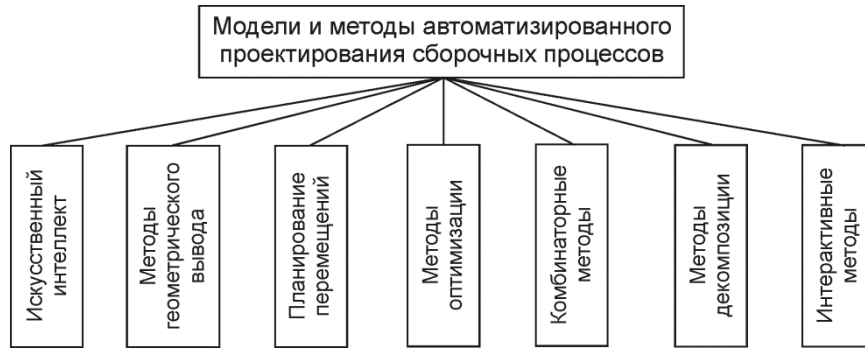 Модели и методы автоматизированного
проектирования сборочных процессов
Искусственный
интеллект
Методы
геометрического
вывода
Планирование
перемещений
Методы
оптимизации
Комбинаторные
методы
Методы
декомпозиции
Интерактивные
методы